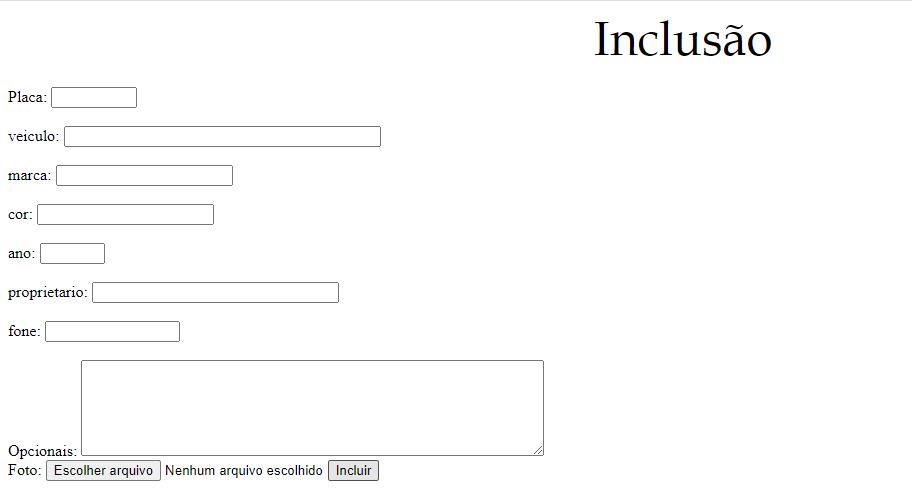 Inclusão
Placa:
veiculo:
marca:
cor:
ano:
proprietario:
fone:
Opcionais:
Foto: Escolher arquivo Nenhum arquivo escolhido Incluir